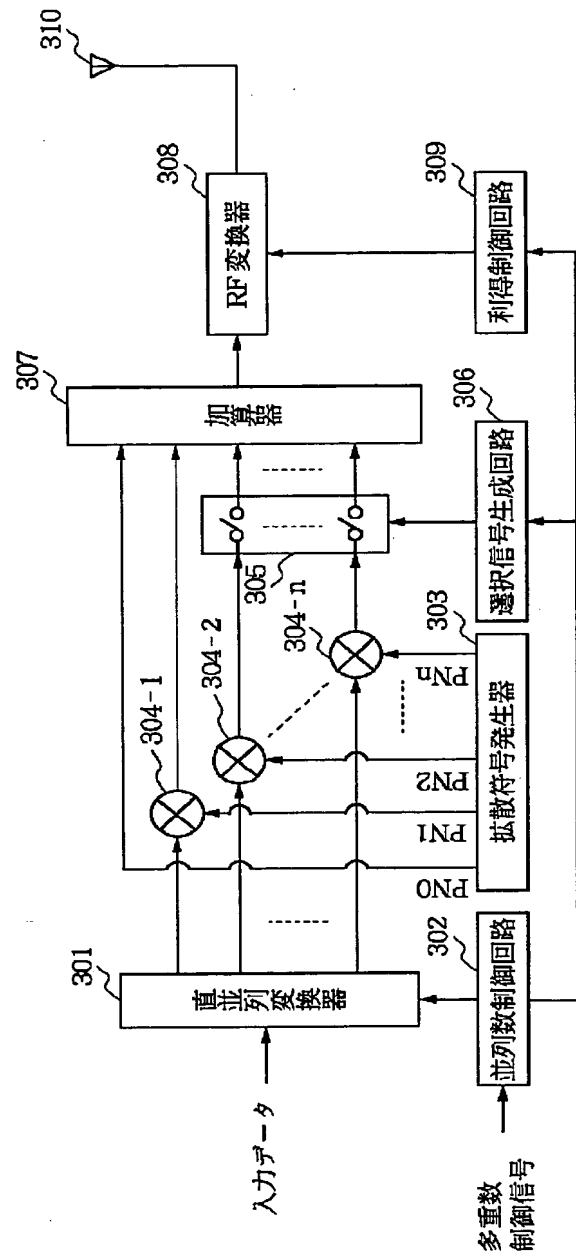 310
308
RF変換器
309
利得制御回路
307
加算器
306
選択信号生成回路
305
304-n
304-2
304-1
303
拡散符号発生器
PNn
PN2
PN1
PN0
301
直並列変換器
302
並列数制御回路
入力データ
多重数
制御信号